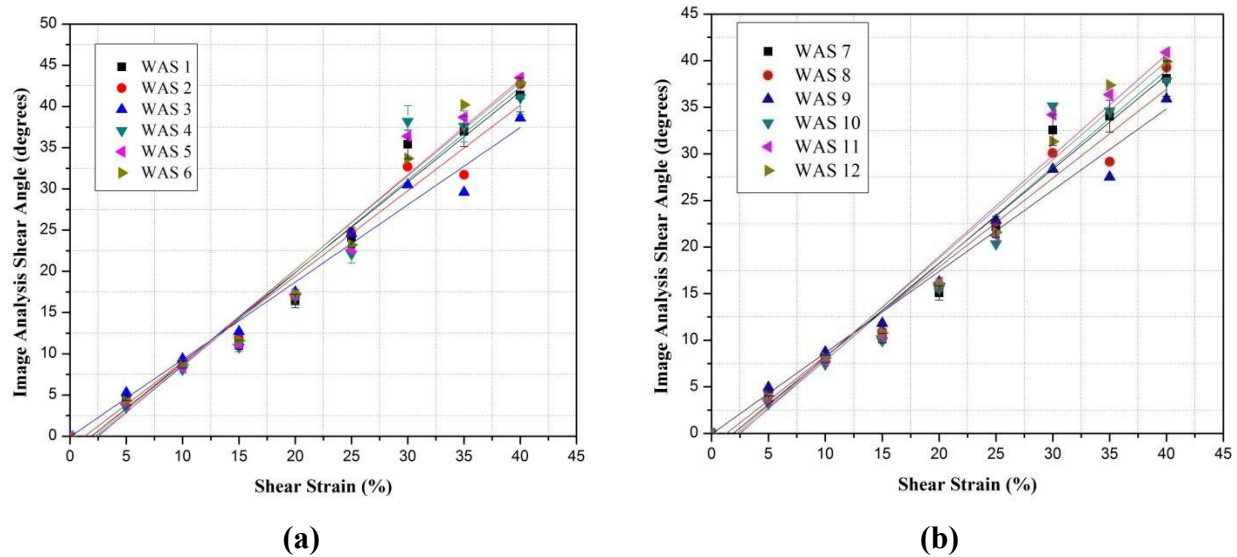 50
45
40
35
30
25
20
15
10
5
0
Image Analysis Shear Angle (degrees)
WAS 1
WAS 2
WAS 3
WAS 4
WAS 5
WAS 6
0 5 10 15 20 25 30 35 40 45
Shear Strain (%)
(a)
45
40
35
30
25
20
15
10
5
0
Image Analysis Shear Angle (degrees)
WAS 7
WAS 8
WAS 9
WAS 10
WAS 11
WAS 12
0 5 10 15 20 25 30 35 40 45
Shear Strain (%)
(b)